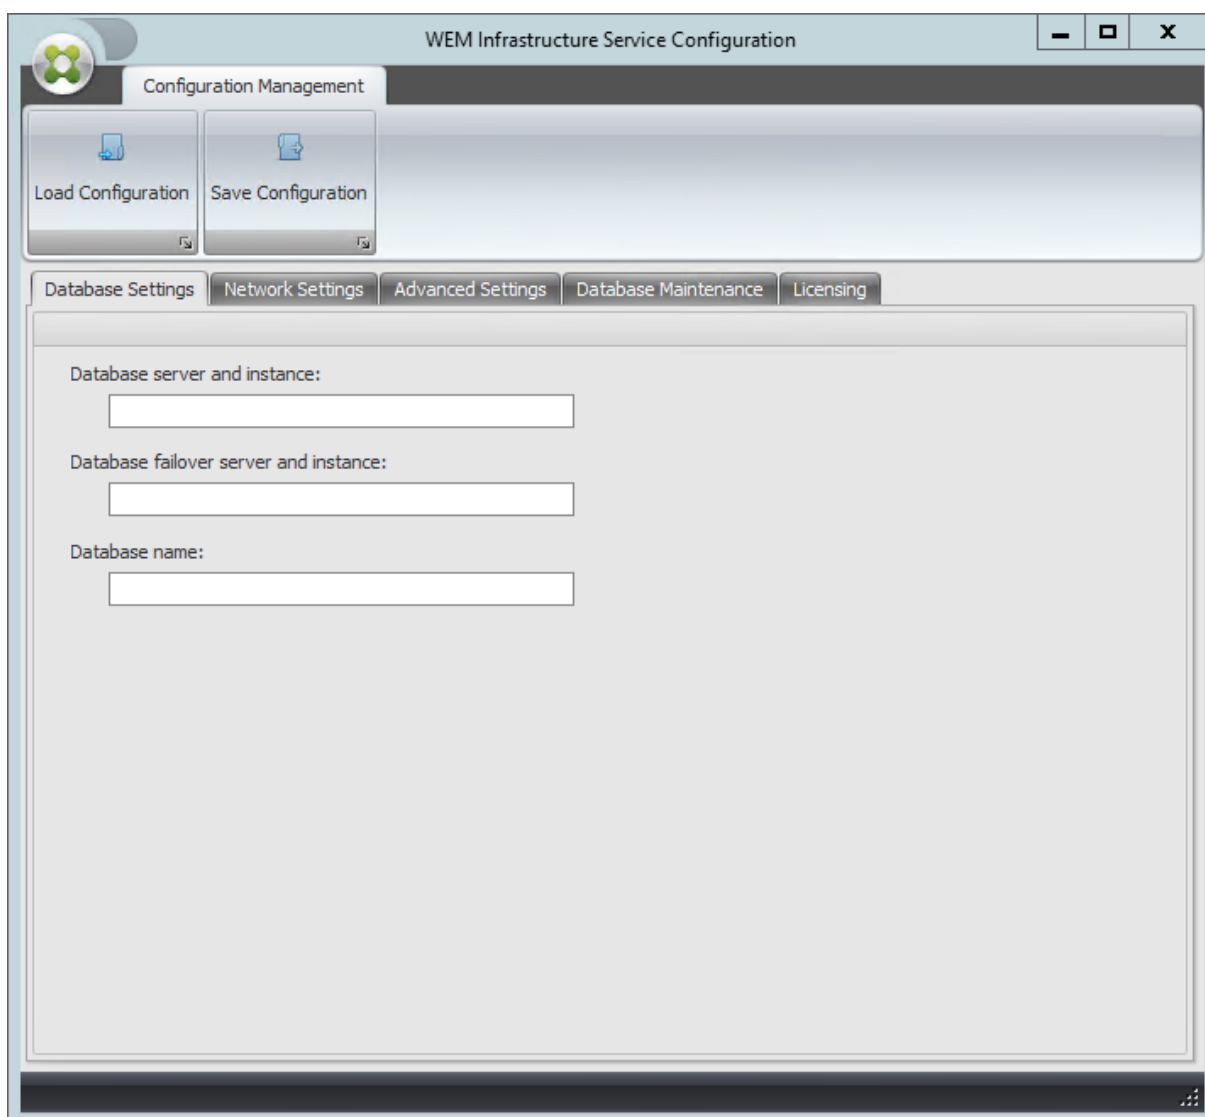 WEM Infrastructure Service Configuration
Configuration Management
Load Configuration Save Configuration
Database Settings Network Settings Advanced Settings Database Maintenance Licensing
Database server and instance:
Database failover server and instance:
Database name: